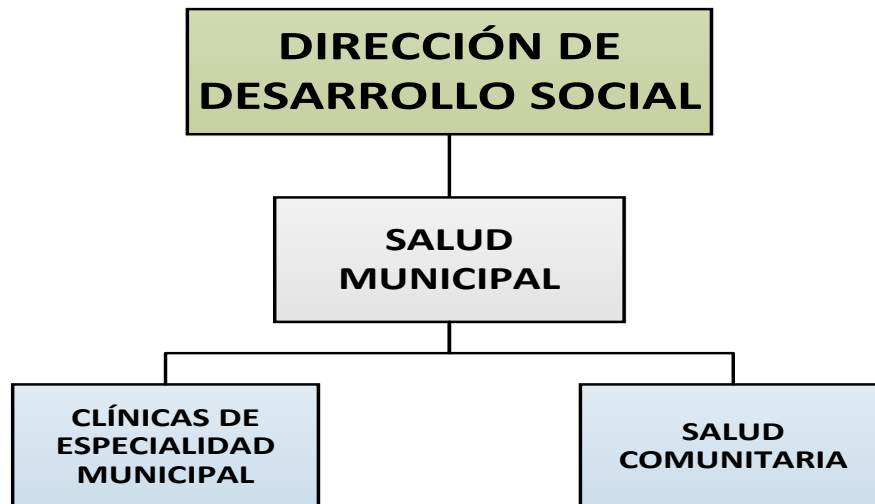 DIRECCIÓN DE
DESARROLLO SOCIAL
SALUD
MUNICIPAL
CLÍNICAS DE
ESPECIALIDAD
MUNICIPAL
SALUD
COMUNITARIA